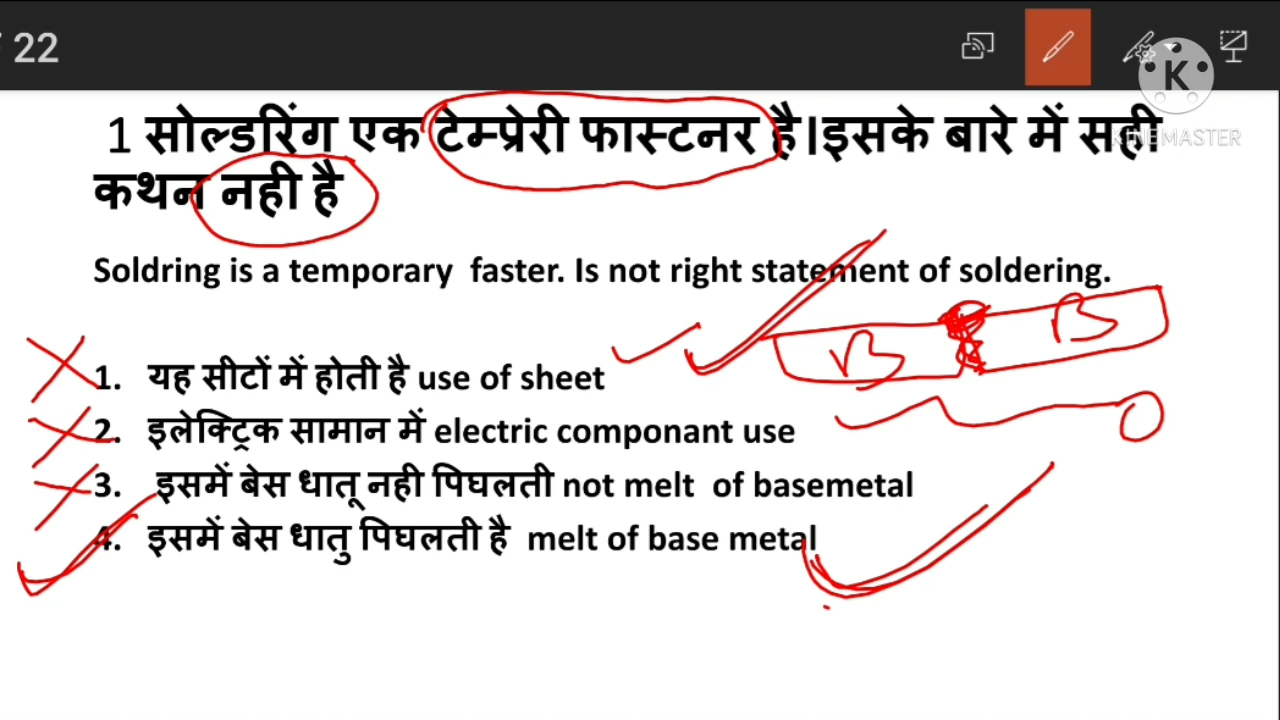 22
K
KINEMASTER
1 सोल्डरिंग एक टेम्प्रेरी फास्टनर है।इसके बारे में सही
कथन नही है
Soldring is a temporary faster. Is not right statement of soldering.
B B
1. यह सीटों में होती है use of sheet
2. इलेक्ट्रिक सामान में electric componant use
3. इसमें बेस धातू नही पिघलती not melt of basemetal
4. इसमें बेस धातु पिघलती है melt of base metal